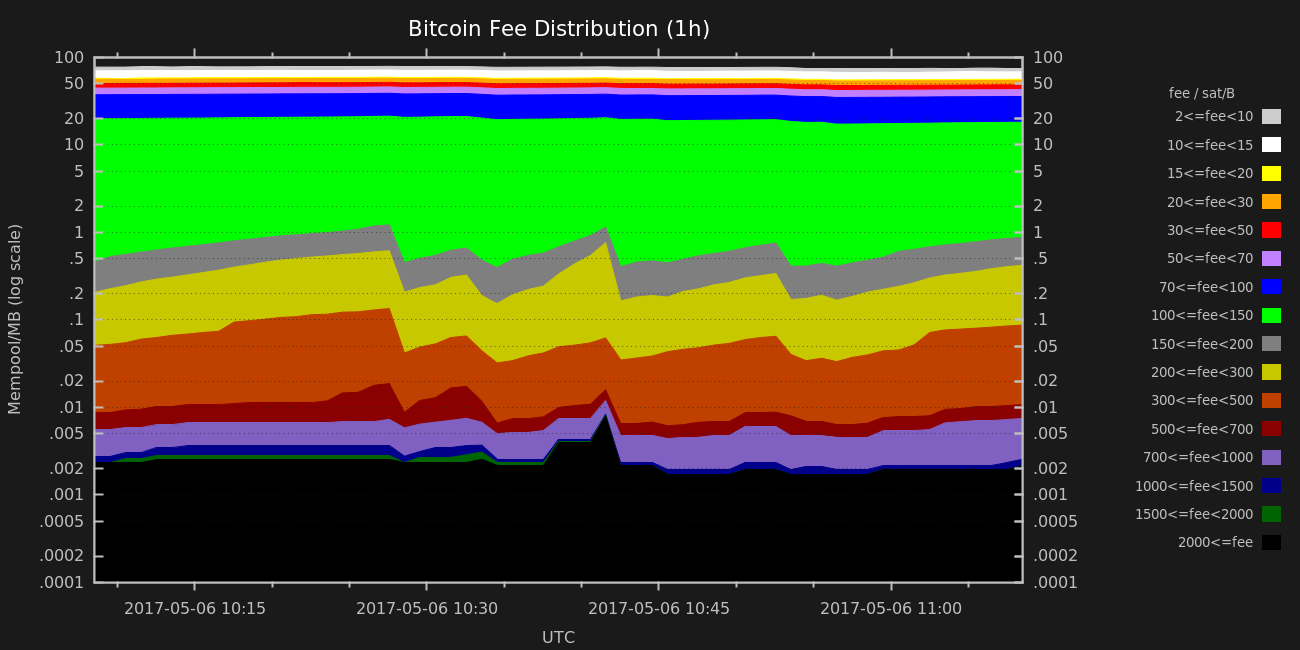 Bitcoin Fee Distribution (1h)
100 100
50 50
20 20
10 10
5 5
2 2
1 1
.5 .5
.2 .2
.1 .1
.05 .05
.02 .02
.01 .01
.005 .005
.002 .002
.001 .001
.0005 .0005
.0002 .0002
.0001 .0001
Mempool/MB (log scale)
2017-05-06 10:15 2017-05-06 10:30 2017-05-06 10:45 2017-05-06 11:00
UTC
fee / sat/B
2<=fee<10
10<=fee<15
15<=fee<20
20<=fee<30
30<=fee<50
50<=fee<70
70<=fee<100
100<=fee<150
150<=fee<200
200<=fee<300
300<=fee<500
500<=fee<700
700<=fee<1000
1000<=fee<1500
1500<=fee<2000
2000<=fee